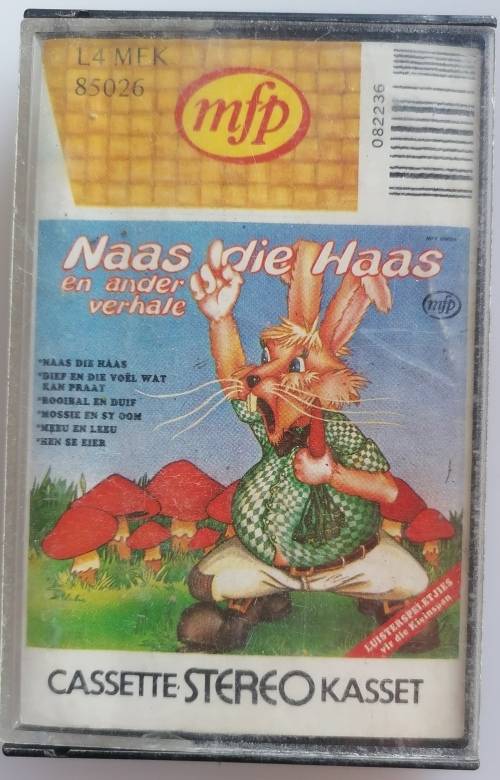 L4 MFK
85026
mfp
082236
Naas die Haas
en ander
verhale
mfp
*NAAS DIE HAAS
*DIEF EN DIE VOËL WAT
KAN PRAAT
*ROOIBAL EN DUIF
*MOSSIE EN SY OOM
*MEEU EN LEEU
*HEN SE EIER
LUISTERSPELETJIES
vir die Kleinspan
CASSETTE·STEREO KASSET